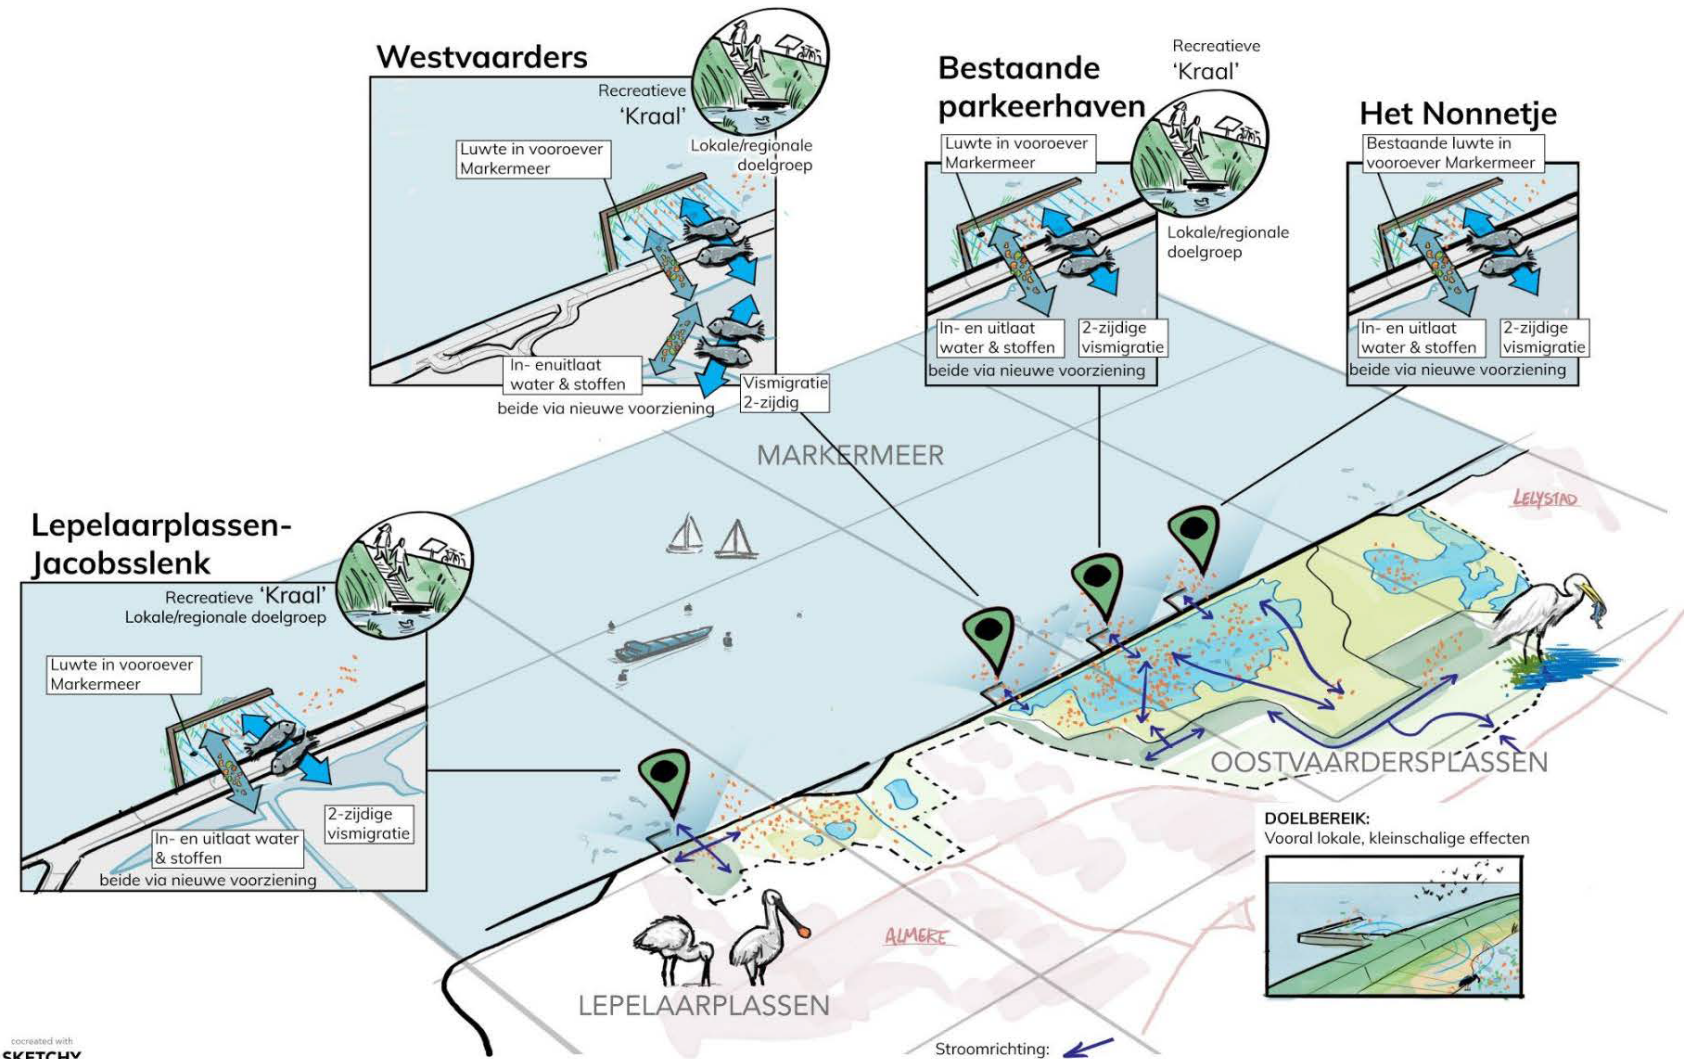 Westvaarders
Recreatieve
'Kraal'
Lokale/regionale
doelgroep
Luwte in vooroever
Markermeer
In- enuitlaat
water & stoffen
beide via nieuwe voorziening
Vismigratie
2-zijdig
Bestaande
parkeerhaven
Recreatieve
'Kraal'
Luwte in vooroever
Markermeer
Lokale/regionale
doelgroep
In- en uitlaat
water & stoffen
2-zijdige
vismigratie
beide via nieuwe voorziening
Het Nonnetje
Bestaande luwte in
vooroever Markermeer
In- en uitlaat
water & stoffen
2-zijdige
vismigratie
beide via nieuwe voorziening
MARKERMEER
LELYSTAD
Lepelaarplassen-
Jacobsslenk
Recreatieve 'Kraal'
Lokale/regionale doelgroep
Luwte in vooroever
Markermeer
2-zijdige
vismigratie
In- en uitlaat water
& stoffen
beide via nieuwe voorziening
OOSTVAARDERSPLASSEN
DOELBEREIK:
Vooral lokale, kleinschalige effecten
ALMERE
LEPELAARPLASSEN
Stroomrichting:
cocreated with
SKETCHY